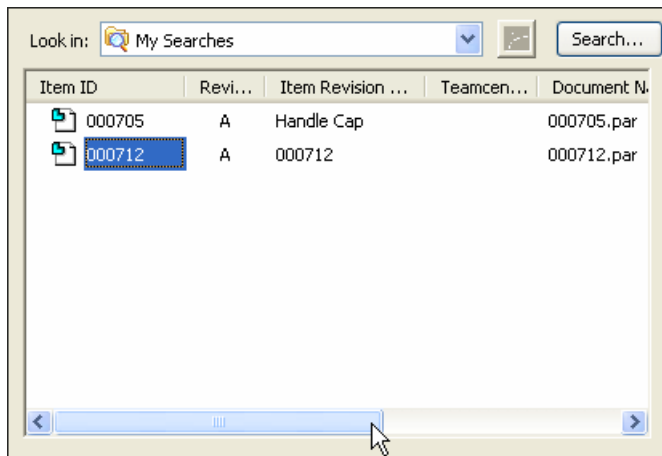 Look in: My Searches Search...
Item ID Revi... Item Revision ... Teamcen... Document N
000705 A Handle Cap 000705.par
000712 A 000712 000712.par